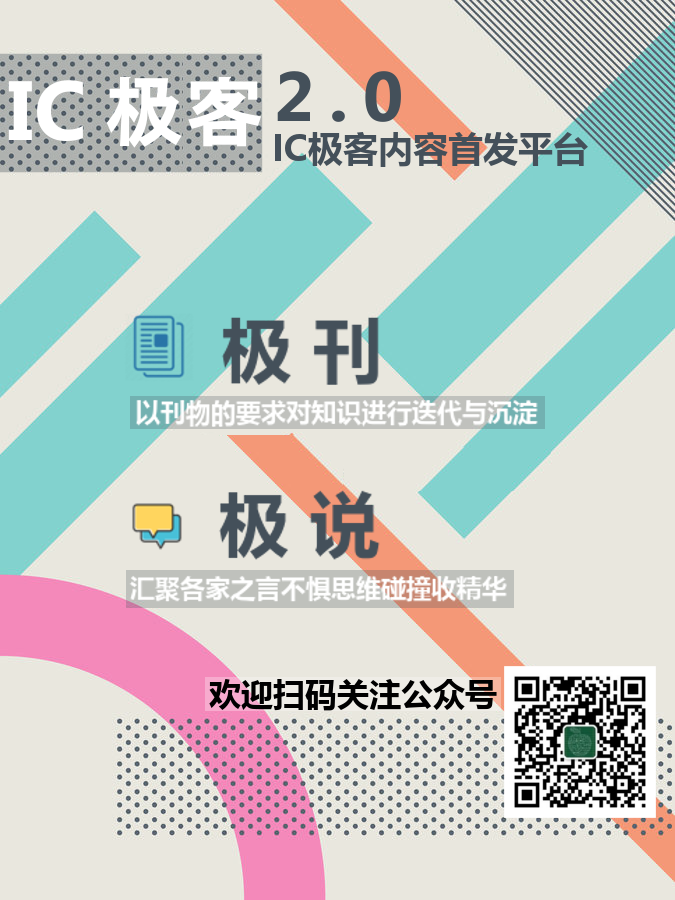 IC 极客
2.0
IC极客内容首发平台
极刊
以刊物的要求对知识进行迭代与沉淀
极说
汇聚各家之言不惧思维碰撞收精华
欢迎扫码关注公众号